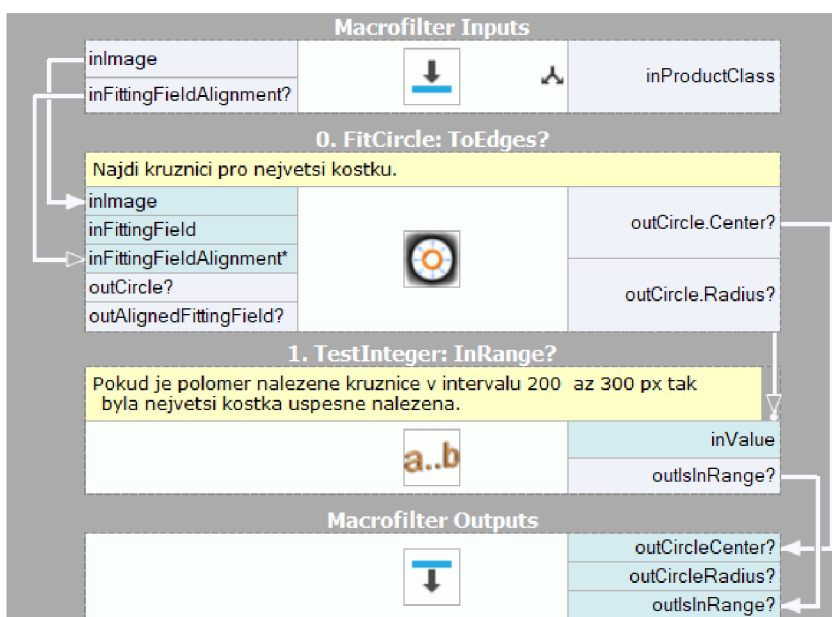 Macrofilter Inputs
inImage
inFittingFieldAlignment?
inProductClass
0. FitCircle: ToEdges?
Najdi kruznici pro nejvetsi kostku.
inImage
inFittingField
inFittingFieldAlignment*
outCircle?
outAlignedFittingField?
outCircle.Center?
outCircle.Radius?
1. TestInteger: InRange?
Pokud je polomer nalezene kruznice v intervalu 200 az 300 px tak
byla nejvetsi kostka uspesne nalezena.
a..b
inValue
outIsInRange?
Macrofilter Outputs
outCircleCenter?
outCircleRadius?
outIsInRange?